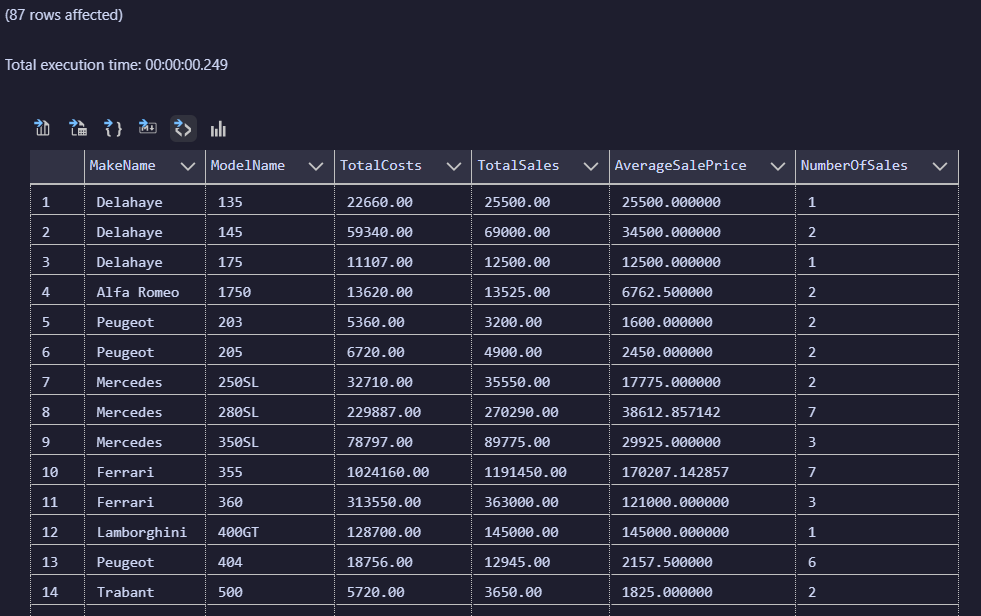 (87 rows affected)
Total execution time: 00:00:00.249
MakeName ModelName TotalCosts TotalSales AverageSalePrice NumberOfSales
1 Delahaye 135 22660.00 25500.00 25500.000000 1
2 Delahaye 145 59340.00 69000.00 34500.000000 2
3 Delahaye 175 11107.00 12500.00 12500.000000 1
4 Alfa Romeo 1750 13620.00 13525.00 6762.500000 2
5 Peugeot 203 5360.00 3200.00 1600.000000 2
6 Peugeot 205 6720.00 4900.00 2450.000000 2
7 Mercedes 250SL 32710.00 35550.00 17775.000000 2
8 Mercedes 280SL 229887.00 270290.00 38612.857142 7
9 Mercedes 350SL 78797.00 89775.00 29925.000000 3
10 Ferrari 355 1024160.00 1191450.00 170207.142857 7
11 Ferrari 360 313550.00 363000.00 121000.000000 3
12 Lamborghini 400GT 128700.00 145000.00 145000.000000 1
13 Peugeot 404 18756.00 12945.00 2157.500000 6
14 Trabant 500 5720.00 3650.00 1825.000000 2